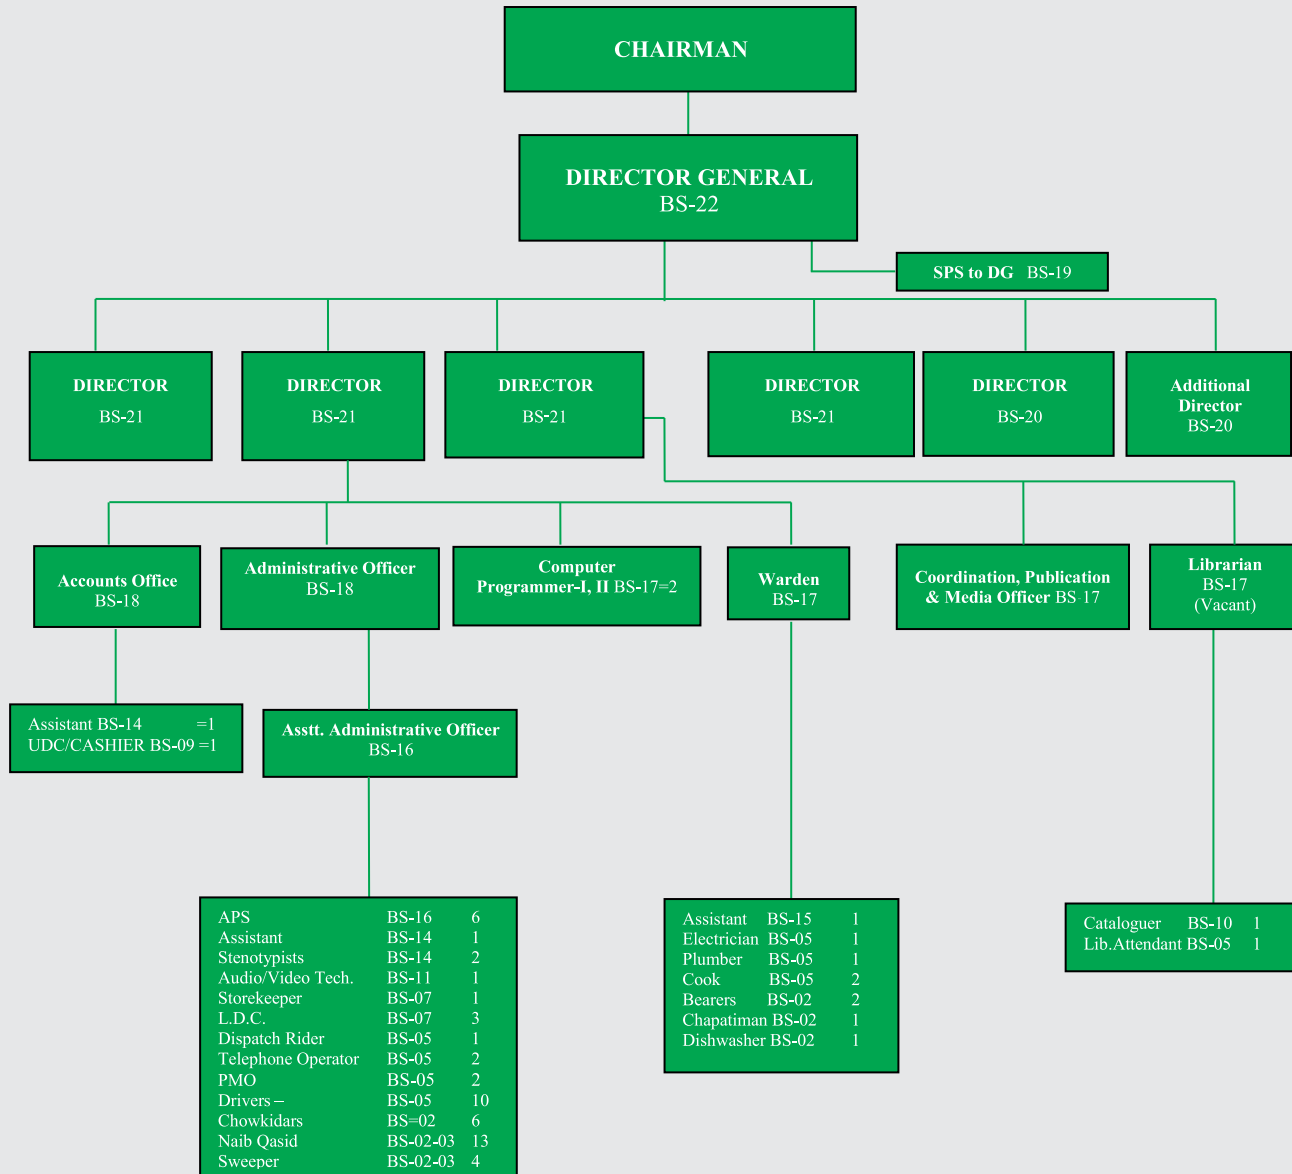 CHAIRMAN
DIRECTOR GENERAL
BS-22
SPS to DG BS-19
DIRECTOR
BS-21
DIRECTOR
BS-21
DIRECTOR
BS-21
DIRECTOR
BS-21
DIRECTOR
BS-20
Additional
Director
BS-20
Accounts Office
BS-18
Administrative Officer
BS-18
Computer
Programmer-I, II BS-17=2
Warden
BS-17
Coordination, Publication
& Media Officer BS-17
Librarian
BS-17
(Vacant)
Assistant BS-14 =1
UDC/CASHIER BS-09 =1
Asstt. Administrative Officer
BS-16
APS BS-16 6
Assistant BS-14 1
Stenotypists BS-14 2
Audio/Video Tech. BS-11 1
Storekeeper BS-07 1
L.D.C. BS-07 3
Dispatch Rider BS-05 1
Telephone Operator BS-05 2
PMO BS-05 2
Drivers – BS-05 10
Chowkidars BS=02 6
Naib Qasid BS-02-03 13
Sweeper BS-02-03 4
Assistant BS-15 1
Electrician BS-05 1
Plumber BS-05 1
Cook BS-05 2
Bearers BS-02 2
Chapatiman BS-02 1
Dishwasher BS-02 1
Cataloguer BS-10 1
Lib.Attendant BS-05 1